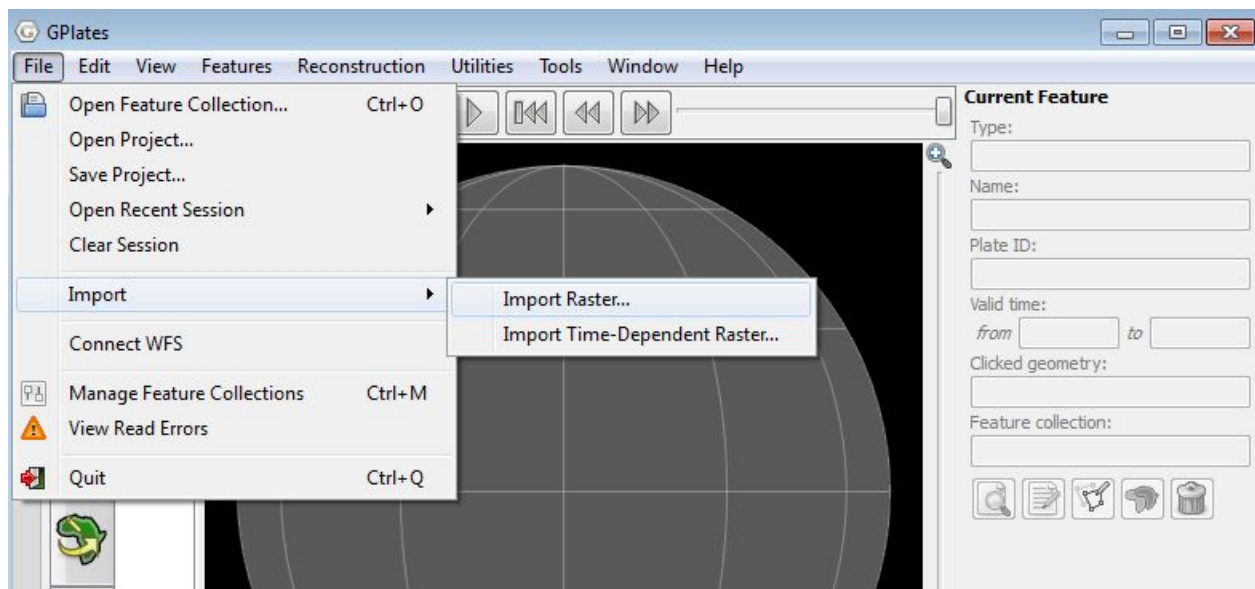 GPlates
File Edit View Features Reconstruction Utilities Tools Window Help
Open Feature Collection... Ctrl+O
Open Project...
Save Project...
Open Recent Session
Clear Session
Import
Import Raster...
Import Time-Dependent Raster...
Connect WFS
Manage Feature Collections Ctrl+M
View Read Errors
Quit Ctrl+Q
Current Feature
Type:
Name:
Plate ID:
Valid time:
from to
Clicked geometry:
Feature collection: